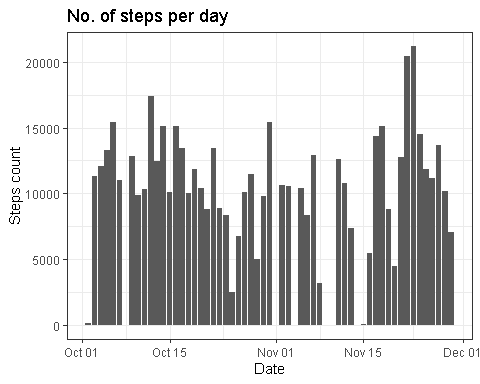 No. of steps per day
Steps count
20000
15000
10000
5000
0
Oct 01 Oct 15 Nov 01 Nov 15 Dec 01
Date